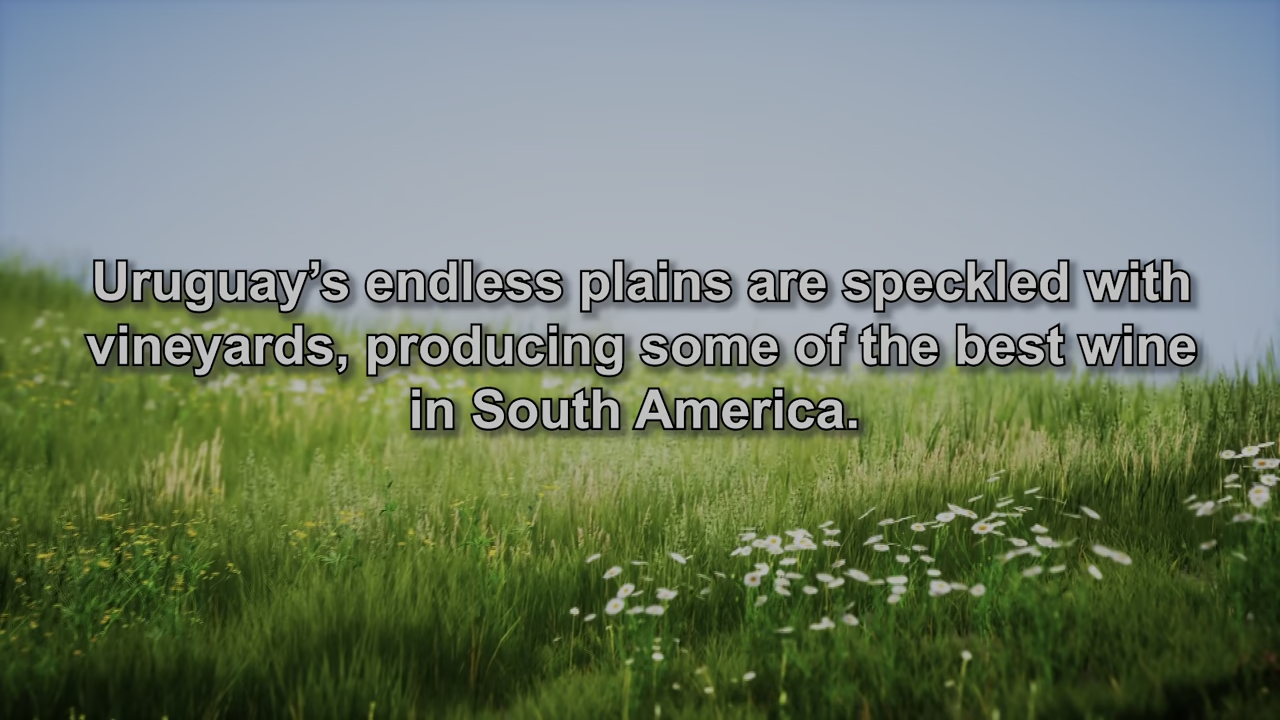 Uruguay’s endless plains are speckled with
vineyards, producing some of the best wine
in South America.